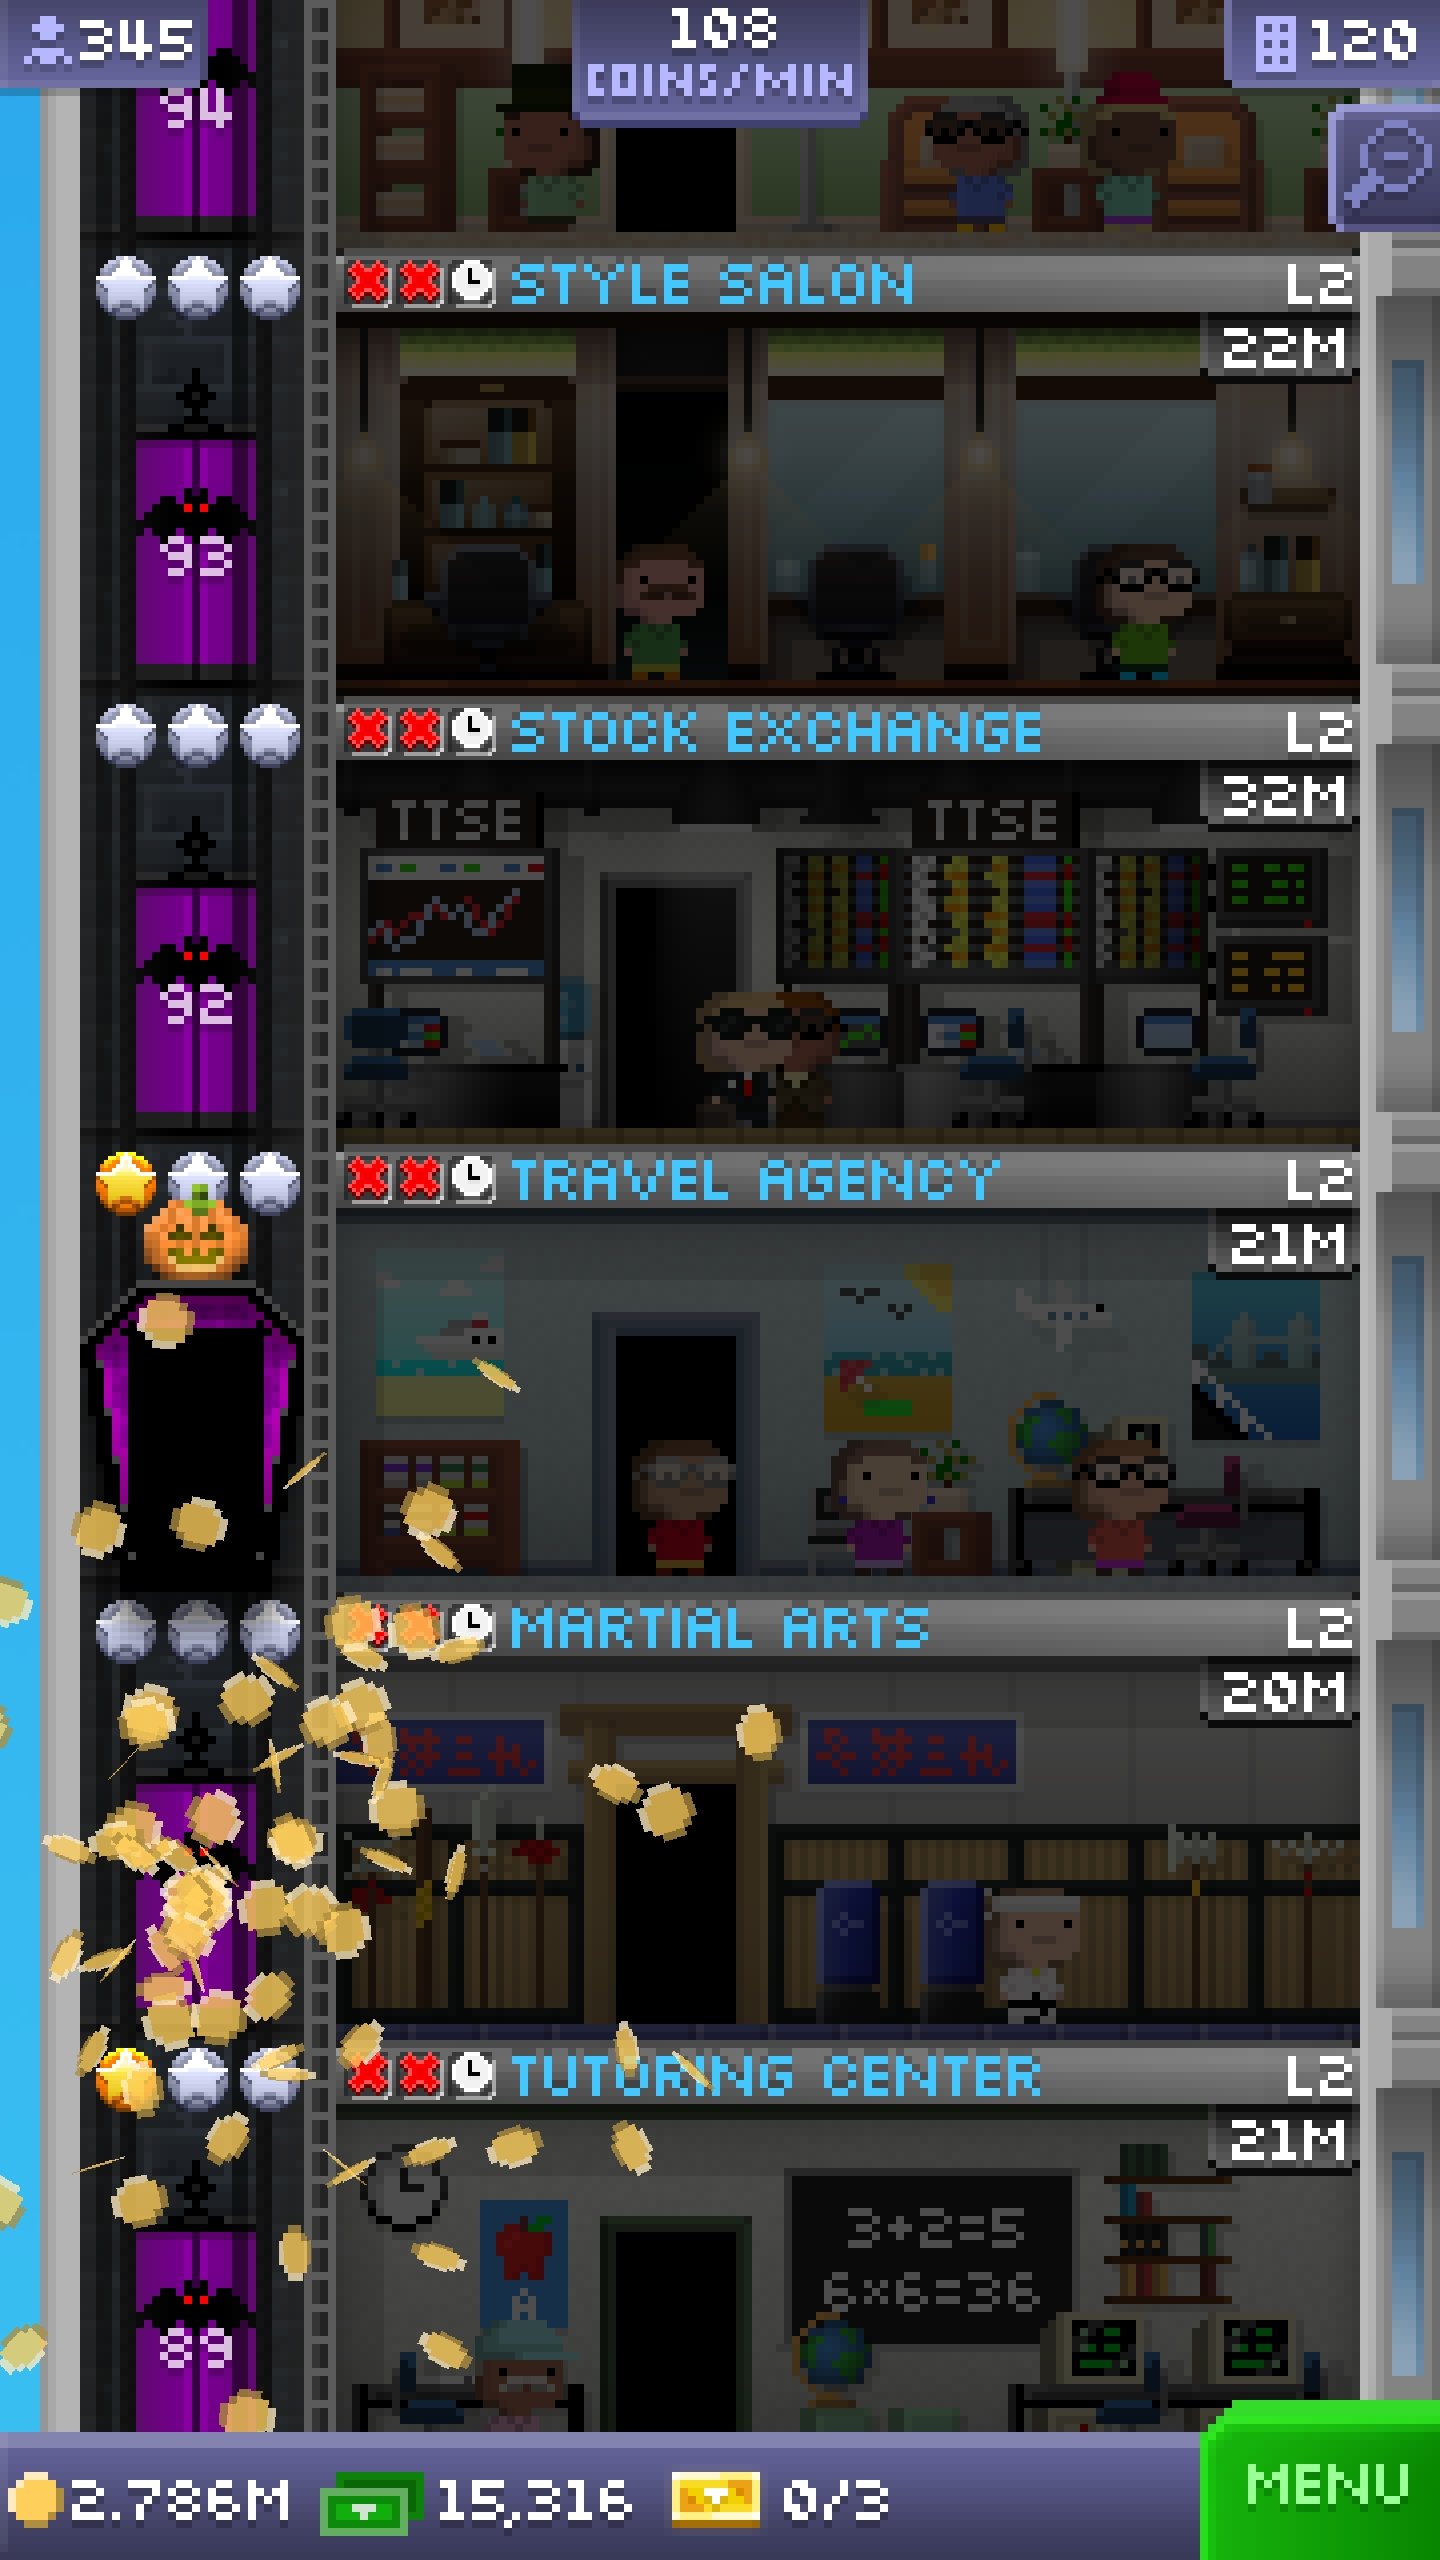 345
108
COINS/MIN
120
94
STYLE SALON
L2
22M
93
STOCK EXCHANGE
L2
32M
TTSE
TTSE
92
TRAVEL AGENCY
L2
21M
MARTIAL ARTS
L2
20M
TUTORING CENTER
L2
21M
3+2=5
6×6=36
A
89
2.786M
15,316
0/3
MENU